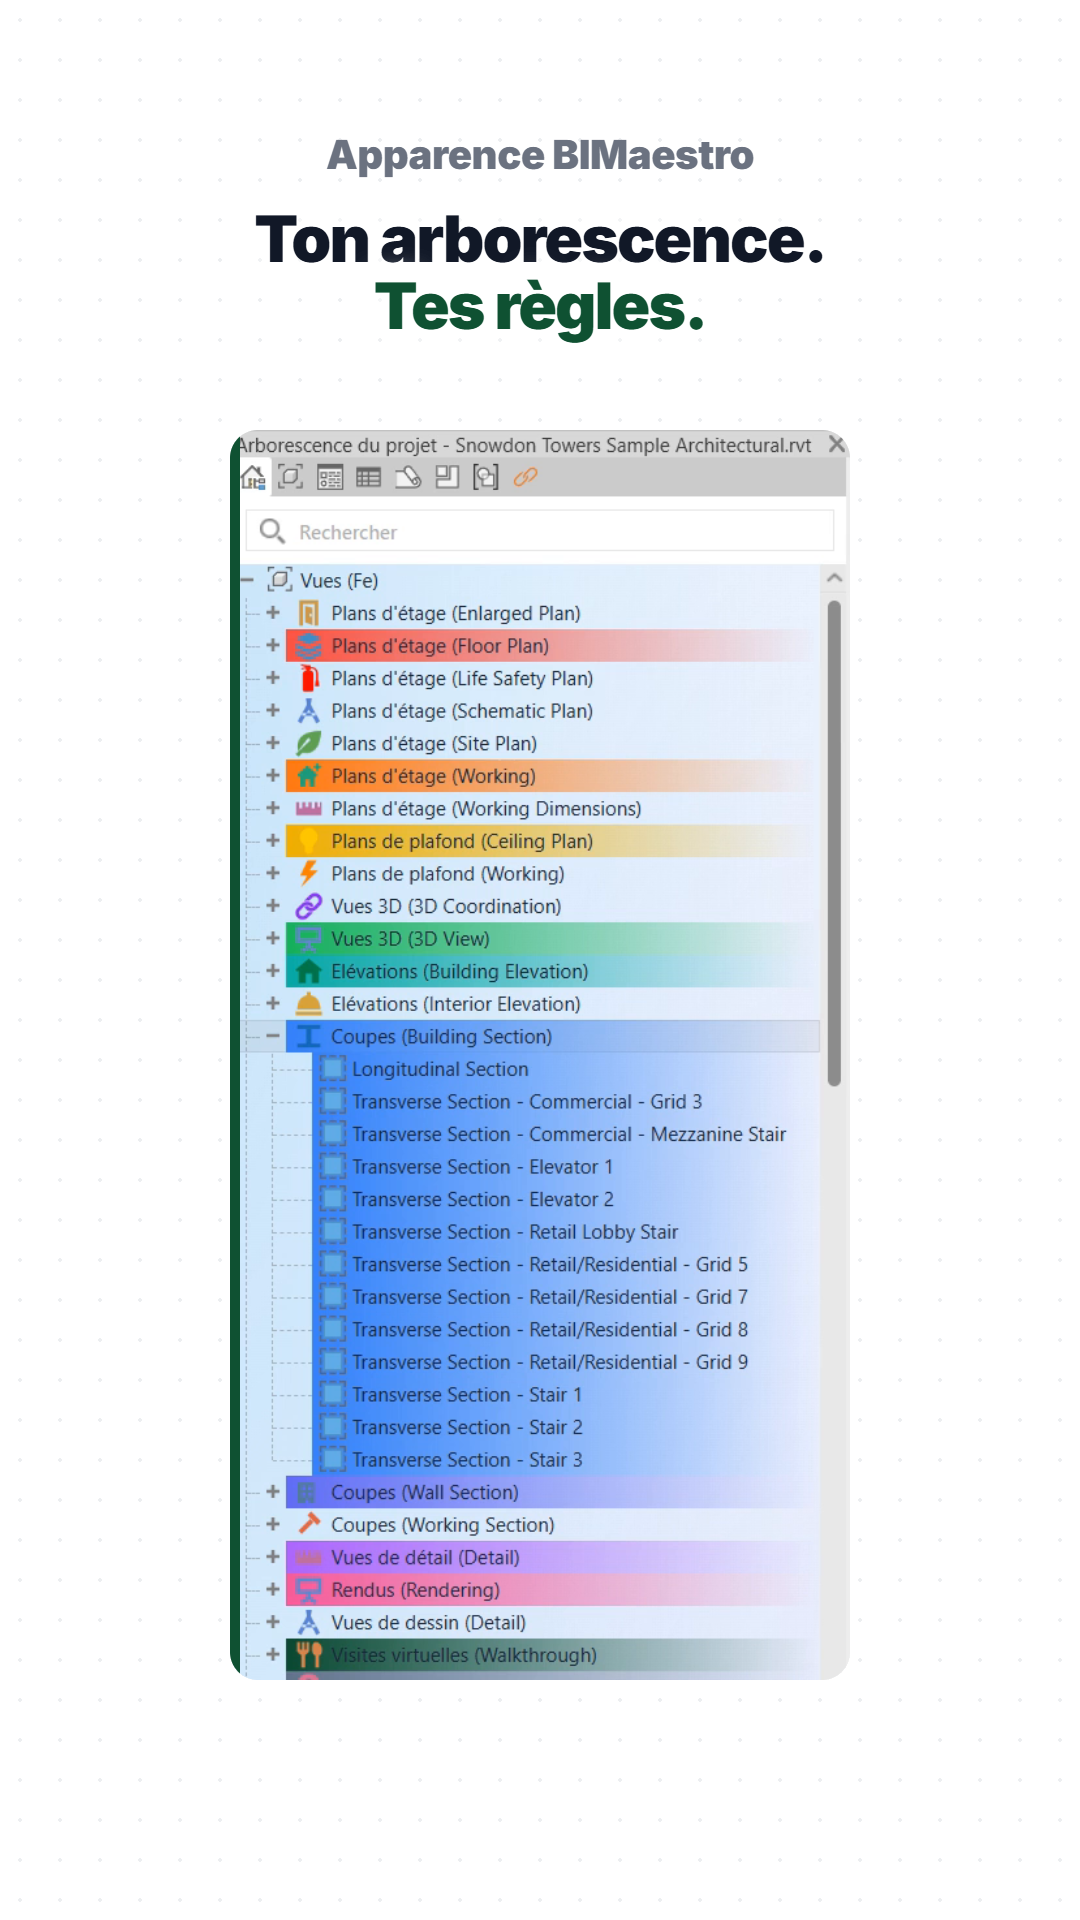 Apparence BIMaestro
Ton arborescence.
Tes règles.
Arborescence du projet - Snowdon Towers Sample Architectural.rvt
Rechercher
Vues (Fe)
Plans d'étage (Enlarged Plan)
Plans d'étage (Floor Plan)
Plans d'étage (Life Safety Plan)
Plans d'étage (Schematic Plan)
Plans d'étage (Site Plan)
Plans d'étage (Working)
Plans d'étage (Working Dimensions)
Plans de plafond (Ceiling Plan)
Plans de plafond (Working)
Vues 3D (3D Coordination)
Vues 3D (3D View)
Elévations (Building Elevation)
Elévations (Interior Elevation)
Coupes (Building Section)
Longitudinal Section
Transverse Section - Commercial - Grid 3
Transverse Section - Commercial - Mezzanine Stair
Transverse Section - Elevator 1
Transverse Section - Elevator 2
Transverse Section - Retail Lobby Stair
Transverse Section - Retail/Residential - Grid 5
Transverse Section - Retail/Residential - Grid 7
Transverse Section - Retail/Residential - Grid 8
Transverse Section - Retail/Residential - Grid 9
Transverse Section - Stair 1
Transverse Section - Stair 2
Transverse Section - Stair 3
Coupes (Wall Section)
Coupes (Working Section)
Vues de détail (Detail)
Rendus (Rendering)
Vues de dessin (Detail)
Visites virtuelles (Walkthrough)